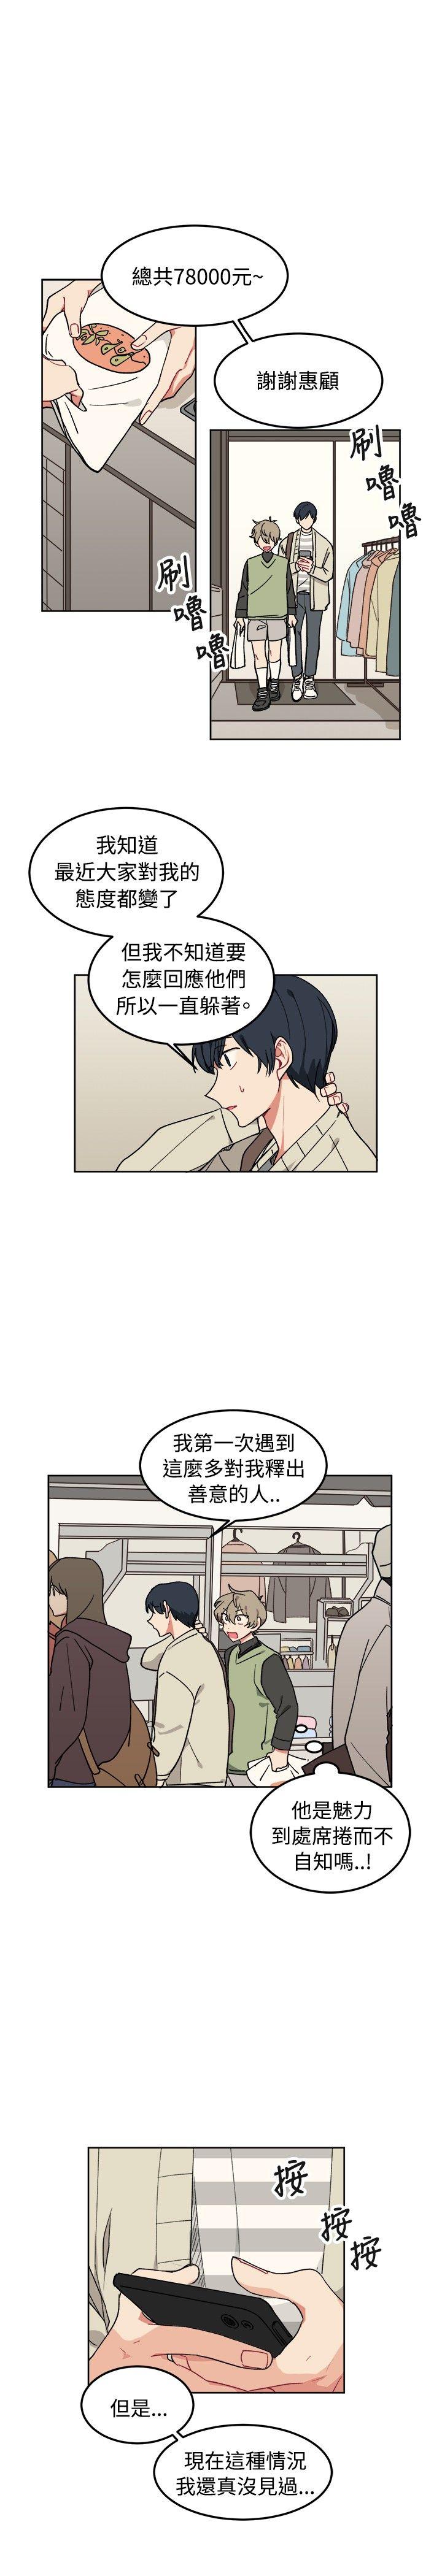 總共78000元~
謝謝惠顧
刷
嚕
嚕
刷
嚕
嚕
我知道
最近大家對我的
態度都變了
但我不知道要
怎麼回應他們
所以一直躲著。
我第一次遇到
這麼多對我釋出
善意的人..
他是魅力
到處席捲而不
自知嗎..!
按
按
按
但是...
現在這種情況
我還真沒見過...